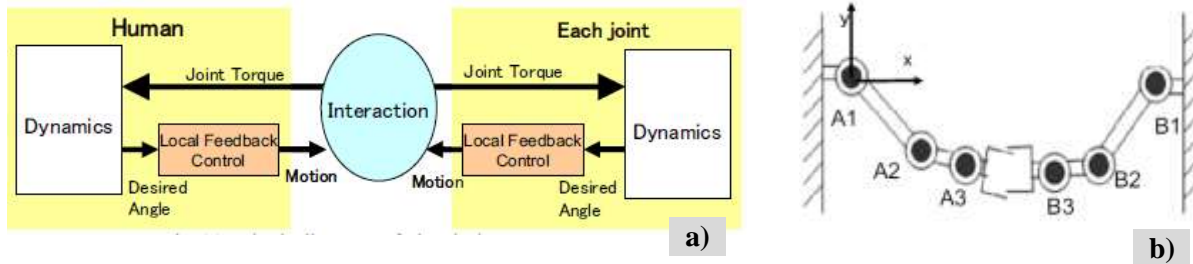 Human
Each joint
Joint Torque
Joint Torque
Interaction
Dynamics
Dynamics
Local Feedback
Control
Local Feedback
Control
Motion
Motion
Desired
Angle
Desired
Angle
a)
y
x
A1
B1
A2
A3
B2
B3
b)